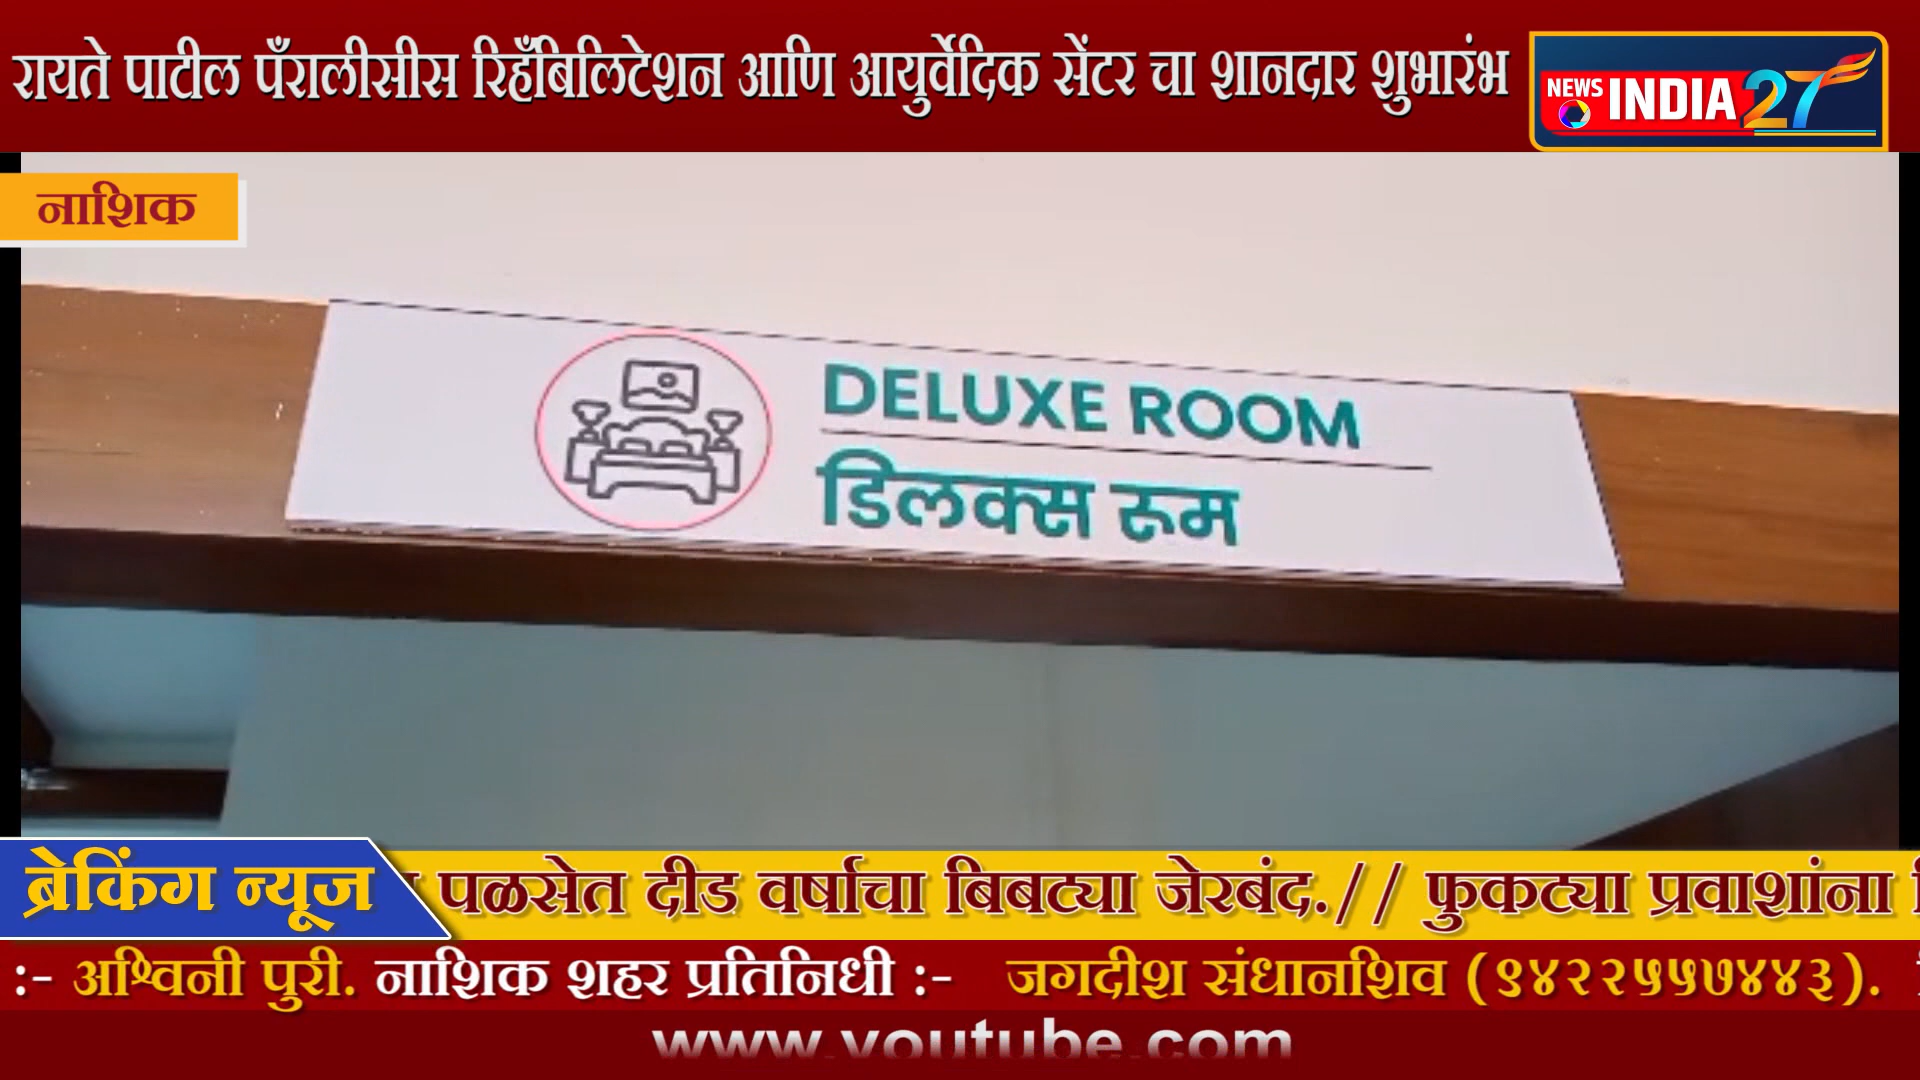 रायते पाटील पँरालीसीस रिहँबिलिटेशन आणि आयुर्वेदिक सेंटर चा शानदार शुभारंभ
NEWS INDIA 27
नाशिक
DELUXE ROOM
डिलक्स रूम
ब्रेकिंग न्यूज पळसेत दीड वर्षाचा बिबट्या जेरबंद.// फुकट्या प्रवाशांना
:- अश्विनी पुरी. नाशिक शहर प्रतिनिधी :- जगदीश संधानशिव (९४२२५५७४४३).
www.youtube.com